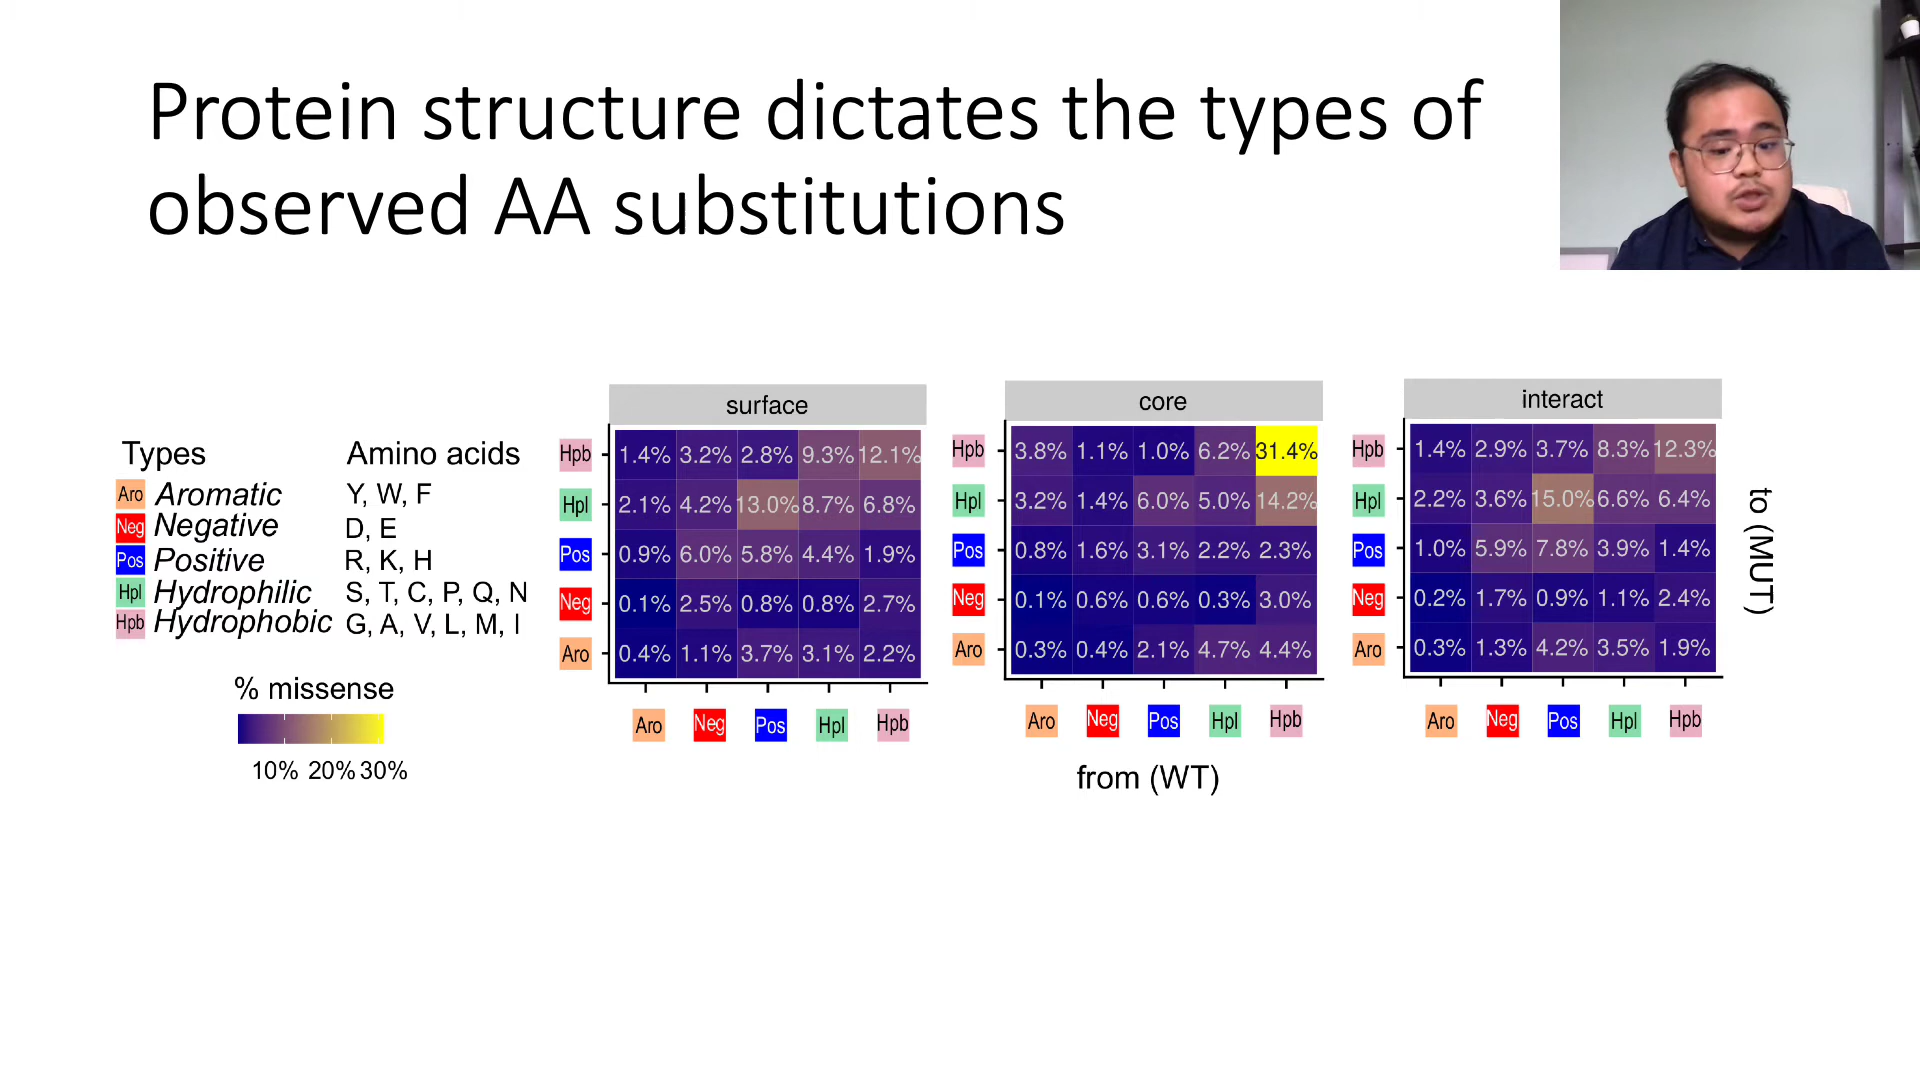 Protein structure dictates the types of
observed AA substitutions
Types Amino acids
Aro Aromatic Y, W, F
Neg Negative D, E
Pos Positive R, K, H
Hpl Hydrophilic S, T, C, P, Q, N
Hpb Hydrophobic G, A, V, L, M, I
% missense
10% 20% 30%
surface
Hpb 1.4% 3.2% 2.8% 9.3% 12.1%
Hpl 2.1% 4.2% 13.0% 8.7% 6.8%
Pos 0.9% 6.0% 5.8% 4.4% 1.9%
Neg 0.1% 2.5% 0.8% 0.8% 2.7%
Aro 0.4% 1.1% 3.7% 3.1% 2.2%
Aro Neg Pos Hpl Hpb
core
Hpb 3.8% 1.1% 1.0% 6.2% 31.4%
Hpl 3.2% 1.4% 6.0% 5.0% 14.2%
Pos 0.8% 1.6% 3.1% 2.2% 2.3%
Neg 0.1% 0.6% 0.6% 0.3% 3.0%
Aro 0.3% 0.4% 2.1% 4.7% 4.4%
Aro Neg Pos Hpl Hpb
from (WT)
interact
Hpb 1.4% 2.9% 3.7% 8.3% 12.3%
Hpl 2.2% 3.6% 15.0% 6.6% 6.4%
Pos 1.0% 5.9% 7.8% 3.9% 1.4%
Neg 0.2% 1.7% 0.9% 1.1% 2.4%
Aro 0.3% 1.3% 4.2% 3.5% 1.9%
Aro Neg Pos Hpl Hpb
to (MUT)